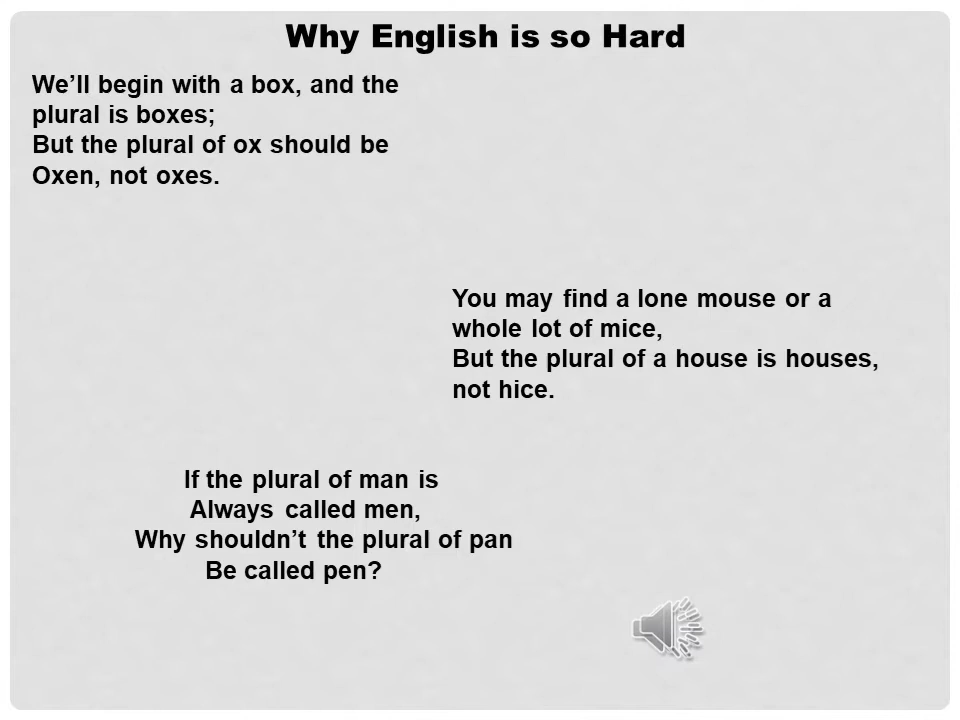 Why English is so Hard
We’ll begin with a box, and the
plural is boxes;
But the plural of ox should be
Oxen, not oxes.
You may find a lone mouse or a
whole lot of mice,
But the plural of a house is houses,
not hice.
If the plural of man is
Always called men,
Why shouldn’t the plural of pan
Be called pen?